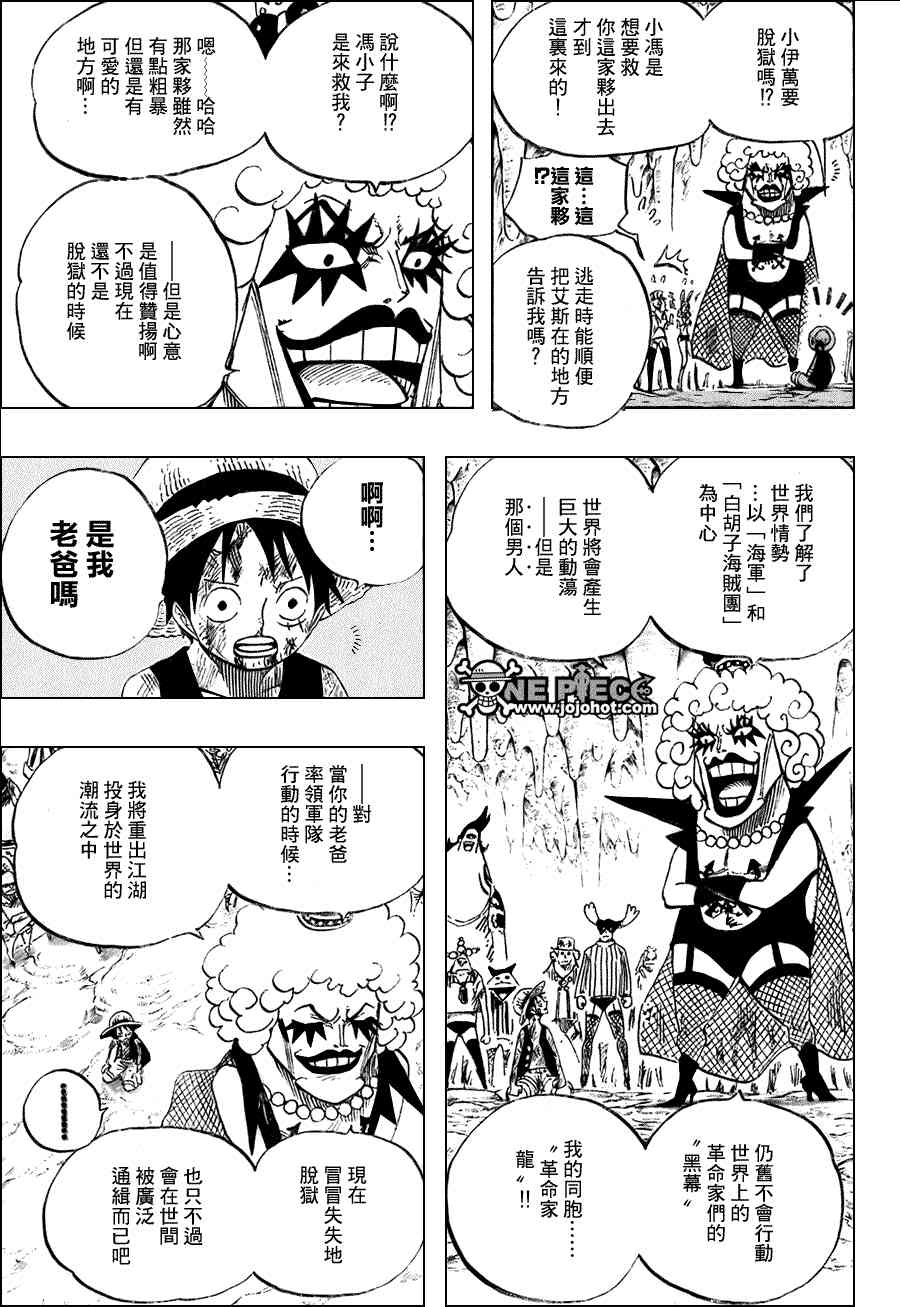 小伊萬要
脫獄嗎!?
小馮是
想要救
你這家夥出去
才到
這裏來的！
這…這
這家夥
!?
逃走時能順便
把艾斯在的地方
告訴我嗎？
說什麼啊!?
馮小子
是來救我？
嗯……哈哈
那家夥雖然
有點粗暴
但還是有
可愛的
地方啊…
——但是心意
是值得贊揚啊
不過現在
還不是
脫獄的時候
我們了解了
世界情勢
…以「海軍」和
「白胡子海賊團」
為中心
世界將會產生
巨大的動蕩
——但是
那個男人
ONE PIECE
www.jojohot.com
仍舊不會行動
世界上的
革命家們的
〝黑幕〞
我的同胞……
〝革命家
龍〞!!
啊啊…
是我
老爸嗎
——對
當你的老爸
率領軍隊
行動的時候…
我將重出江湖
投身於世界的
潮流之中
………
現在
冒冒失失地
脫獄
也只不過
會在世間
被廣泛
通緝而已吧